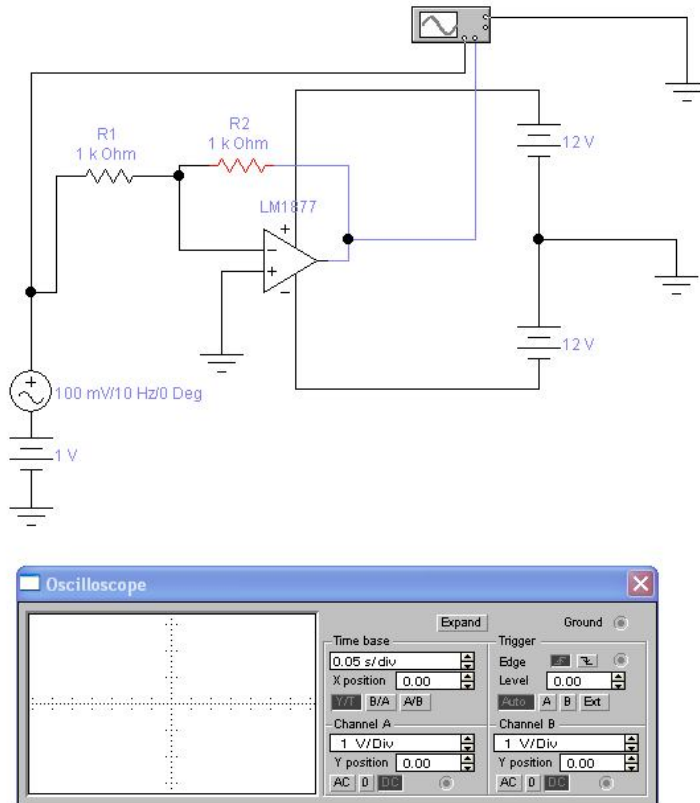 R1
1 k Ohm
R2
1 k Ohm
LM1877
+
−
+
−
12 V
12 V
+
100 mV/10 Hz/0 Deg
1 V
Oscilloscope
Expand
Ground
Time base
0.05 s/div
X position 0.00
Y/T B/A A/B
Trigger
Edge
Level 0.00
Auto A B Ext
Channel A
1 V/Div
Y position 0.00
AC 0 DC
Channel B
1 V/Div
Y position 0.00
AC 0 DC